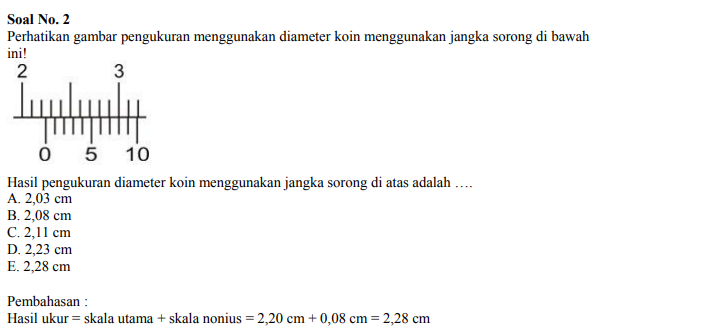 Soal No. 2
Perhatikan gambar pengukuran menggunakan diameter koin menggunakan jangka sorong di bawah
ini!
2 3
0 5 10
Hasil pengukuran diameter koin menggunakan jangka sorong di atas adalah ….
A. 2,03 cm
B. 2,08 cm
C. 2,11 cm
D. 2,23 cm
E. 2,28 cm
Pembahasan :
Hasil ukur = skala utama + skala nonius = 2,20 cm + 0,08 cm = 2,28 cm